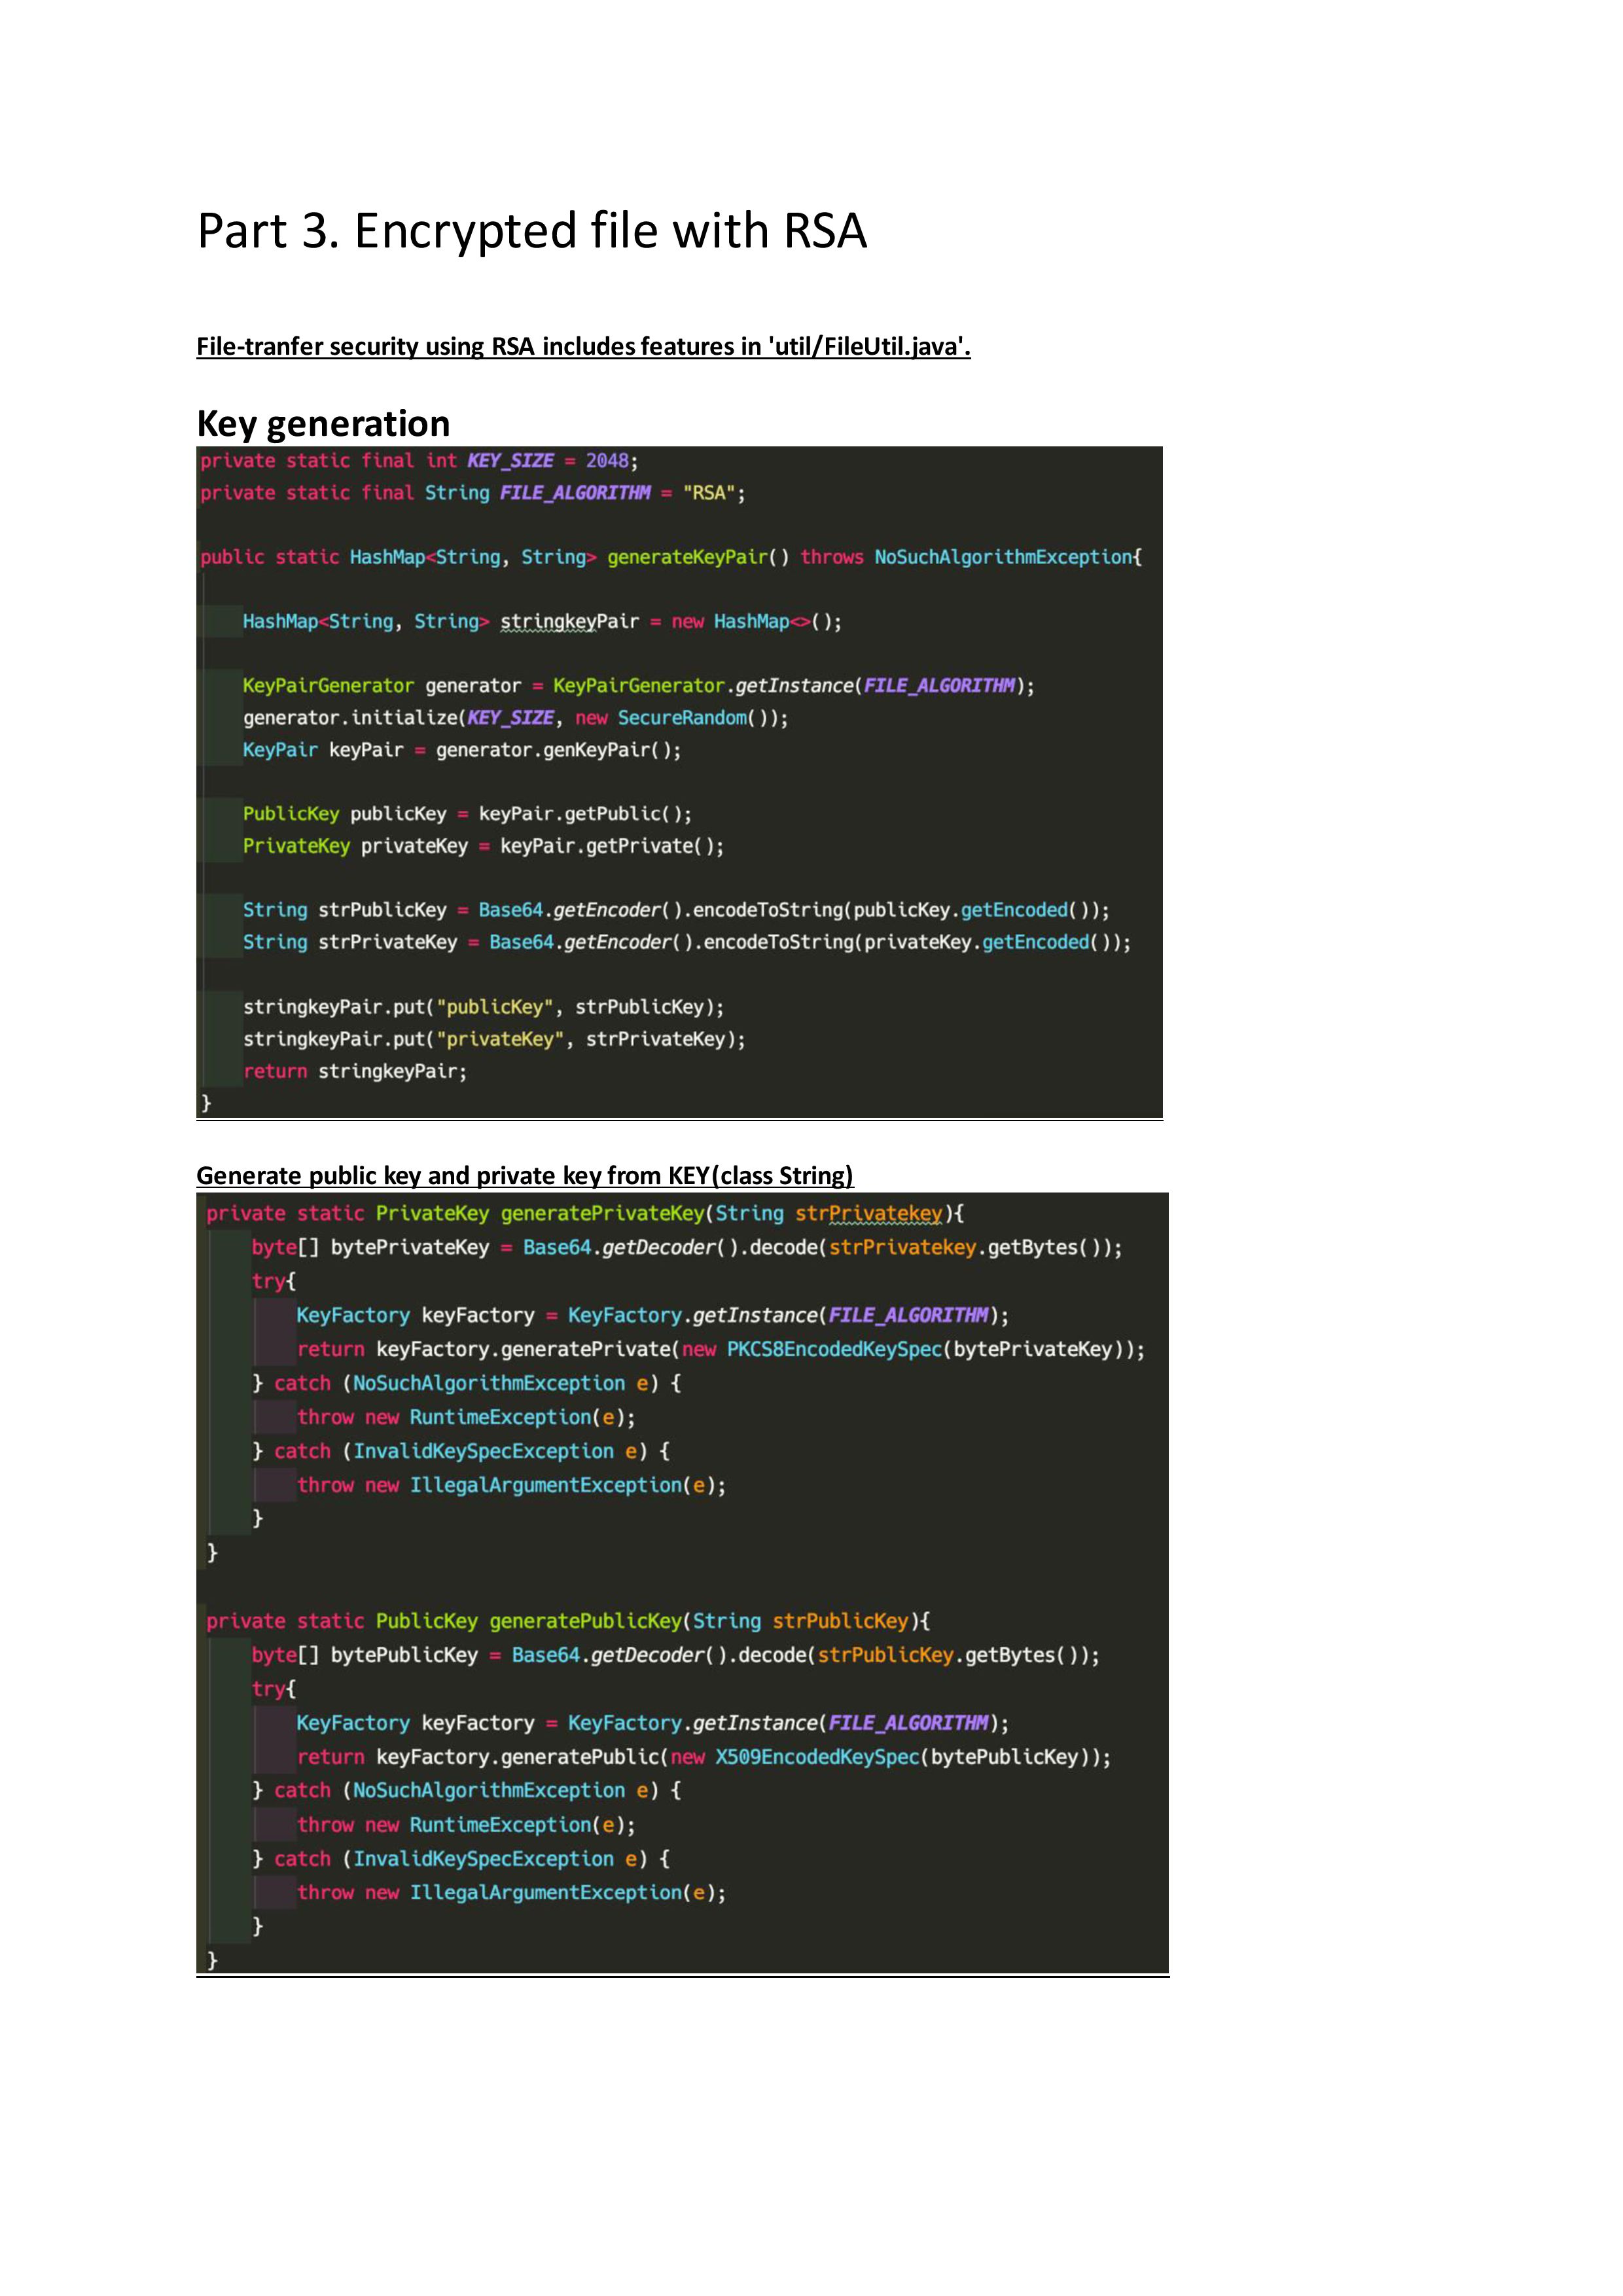 Part 3. Encrypted file with RSA
File-tranfer security using RSA includes features in 'util/FileUtil.java'.
Key generation
private static final int KEY_SIZE = 2048;
private static final String FILE_ALGORITHM = "RSA";
public static HashMap<String, String> generateKeyPair() throws NoSuchAlgorithmException{
HashMap<String, String> stringkeyPair = new HashMap<>();
KeyPairGenerator generator = KeyPairGenerator.getInstance(FILE_ALGORITHM);
generator.initialize(KEY_SIZE, new SecureRandom());
KeyPair keyPair = generator.genKeyPair();
PublicKey publicKey = keyPair.getPublic();
PrivateKey privateKey = keyPair.getPrivate();
String strPublicKey = Base64.getEncoder().encodeToString(publicKey.getEncoded());
String strPrivateKey = Base64.getEncoder().encodeToString(privateKey.getEncoded());
stringkeyPair.put("publicKey", strPublicKey);
stringkeyPair.put("privateKey", strPrivateKey);
return stringkeyPair;
}
Generate public key and private key from KEY(class String)
private static PrivateKey generatePrivateKey(String strPrivatekey){
byte[] bytePrivateKey = Base64.getDecoder().decode(strPrivatekey.getBytes());
try{
KeyFactory keyFactory = KeyFactory.getInstance(FILE_ALGORITHM);
return keyFactory.generatePrivate(new PKCS8EncodedKeySpec(bytePrivateKey));
} catch (NoSuchAlgorithmException e) {
throw new RuntimeException(e);
} catch (InvalidKeySpecException e) {
throw new IllegalArgumentException(e);
}
}
private static PublicKey generatePublicKey(String strPublicKey){
byte[] bytePublicKey = Base64.getDecoder().decode(strPublicKey.getBytes());
try{
KeyFactory keyFactory = KeyFactory.getInstance(FILE_ALGORITHM);
return keyFactory.generatePublic(new X509EncodedKeySpec(bytePublicKey));
} catch (NoSuchAlgorithmException e) {
throw new RuntimeException(e);
} catch (InvalidKeySpecException e) {
throw new IllegalArgumentException(e);
}
}